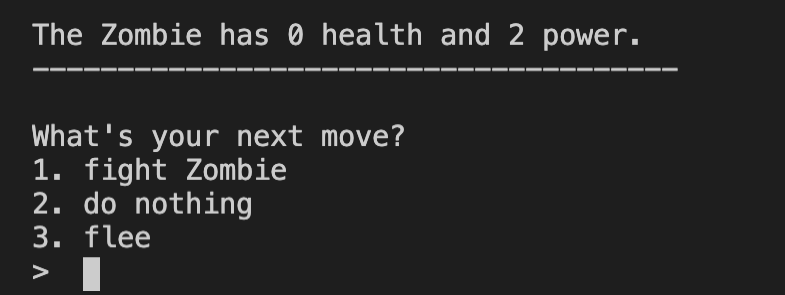 The Zombie has 0 health and 2 power.
--------------------------------------
What's your next move?
1. fight Zombie
2. do nothing
3. flee
>